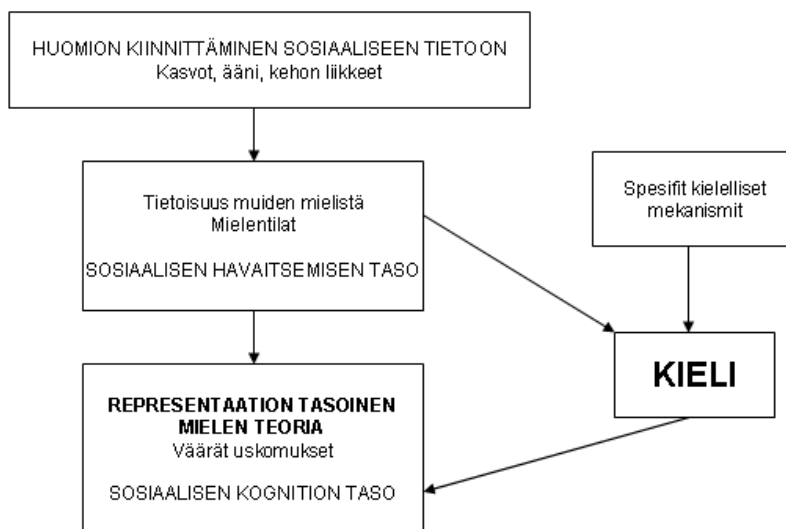 HUOMION KIINNITTÄMINEN SOSIAALISEEN TIETOON
Kasvot, ääni, kehon liikkeet
Tietoisuus muiden mielistä
Mielentilat
SOSIAALISEN HAVAITSEMISEN TASO
Spesifit kielelliset
mekanismit
KIELI
REPRESENTAATION TASOINEN
MIELEN TEORIA
Väärät uskomukset
SOSIAALISEN KOGNITION TASO